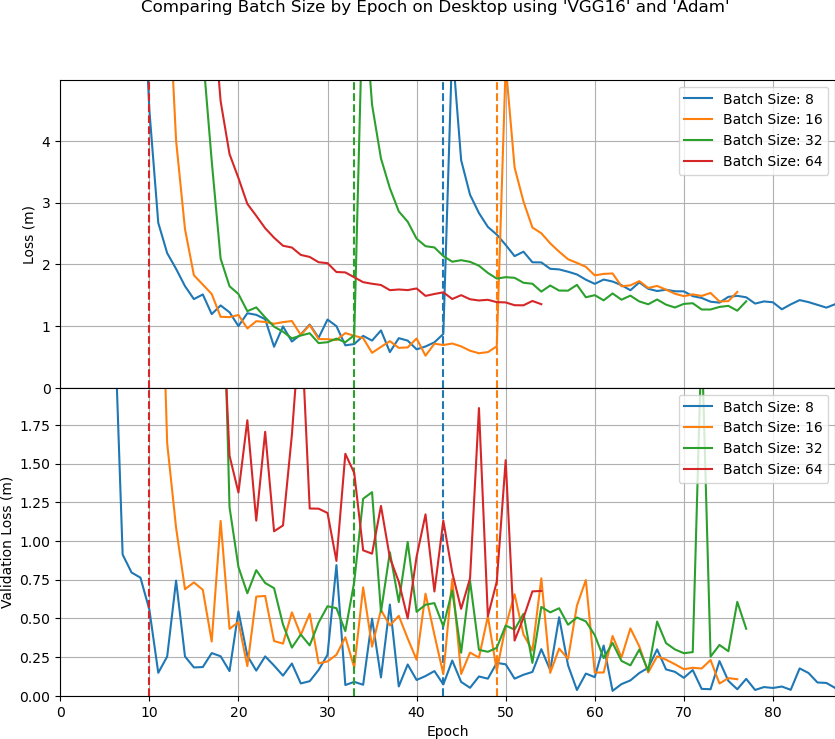 Comparing Batch Size by Epoch on Desktop using 'VGG16' and 'Adam'
Loss (m)
4
3
2
1
0
Batch Size: 8
Batch Size: 16
Batch Size: 32
Batch Size: 64
Validation Loss (m)
1.75
1.50
1.25
1.00
0.75
0.50
0.25
0.00
Batch Size: 8
Batch Size: 16
Batch Size: 32
Batch Size: 64
0 10 20 30 40 50 60 70 80
Epoch